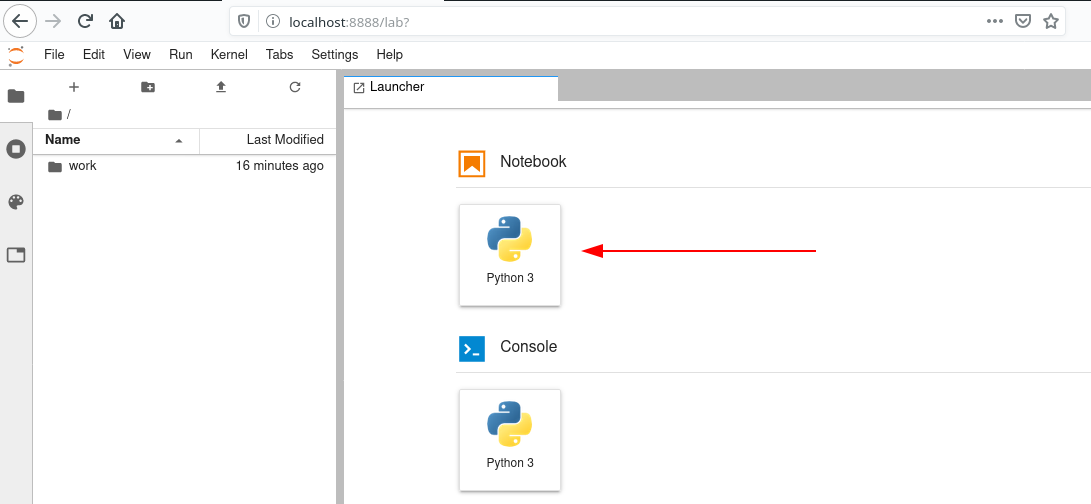 localhost:8888/lab?
File Edit View Run Kernel Tabs Settings Help
Launcher
/
Name Last Modified
work 16 minutes ago
Notebook
Python 3
Console
Python 3